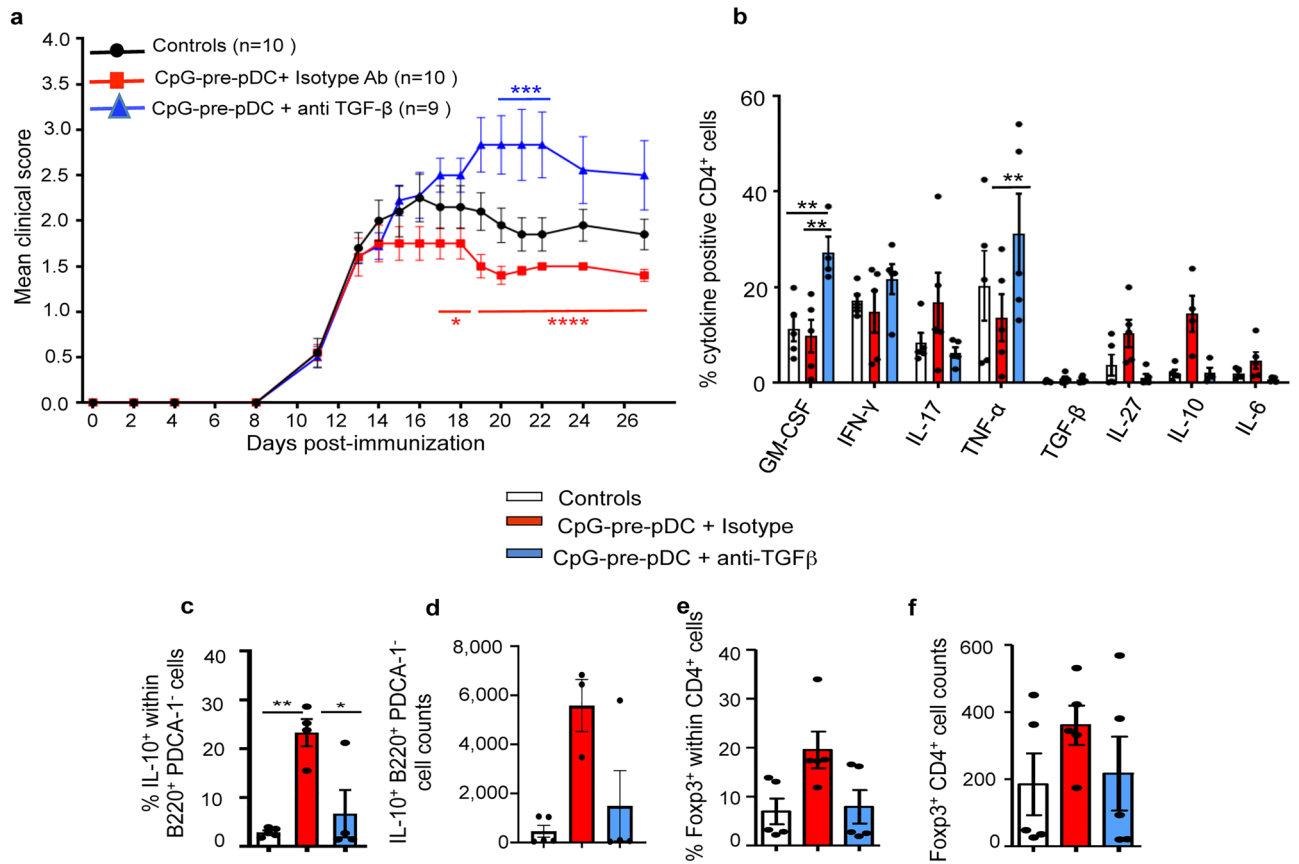 a
4.0
3.5
3.0
2.5
2.0
1.5
1.0
0.5
0.0
Mean clinical score
Controls (n=10 )
CpG-pre-pDC+ Isotype Ab (n=10 )
CpG-pre-pDC + anti TGF-β (n=9 )
***
*
****
0 2 4 6 8 10 12 14 16 18 20 22 24 26
Days post-immunization
b
60
40
20
0
% cytokine positive CD4⁺ cells
**
**
**
GM-CSF
IFN-γ
IL-17
TNF-α
TGF-β
IL-27
IL-10
IL-6
Controls
CpG-pre-pDC + Isotype
CpG-pre-pDC + anti-TGFβ
c
40
30
20
10
0
% IL-10⁺ within
B220⁺ PDCA-1⁻ cells
**
*
d
8,000
6,000
4,000
2,000
0
IL-10⁺ B220⁺ PDCA-1⁻
cell counts
e
40
30
20
10
0
% Foxp3⁺ within CD4⁺ cells
f
600
400
200
0
Foxp3⁺ CD4⁺ cell counts